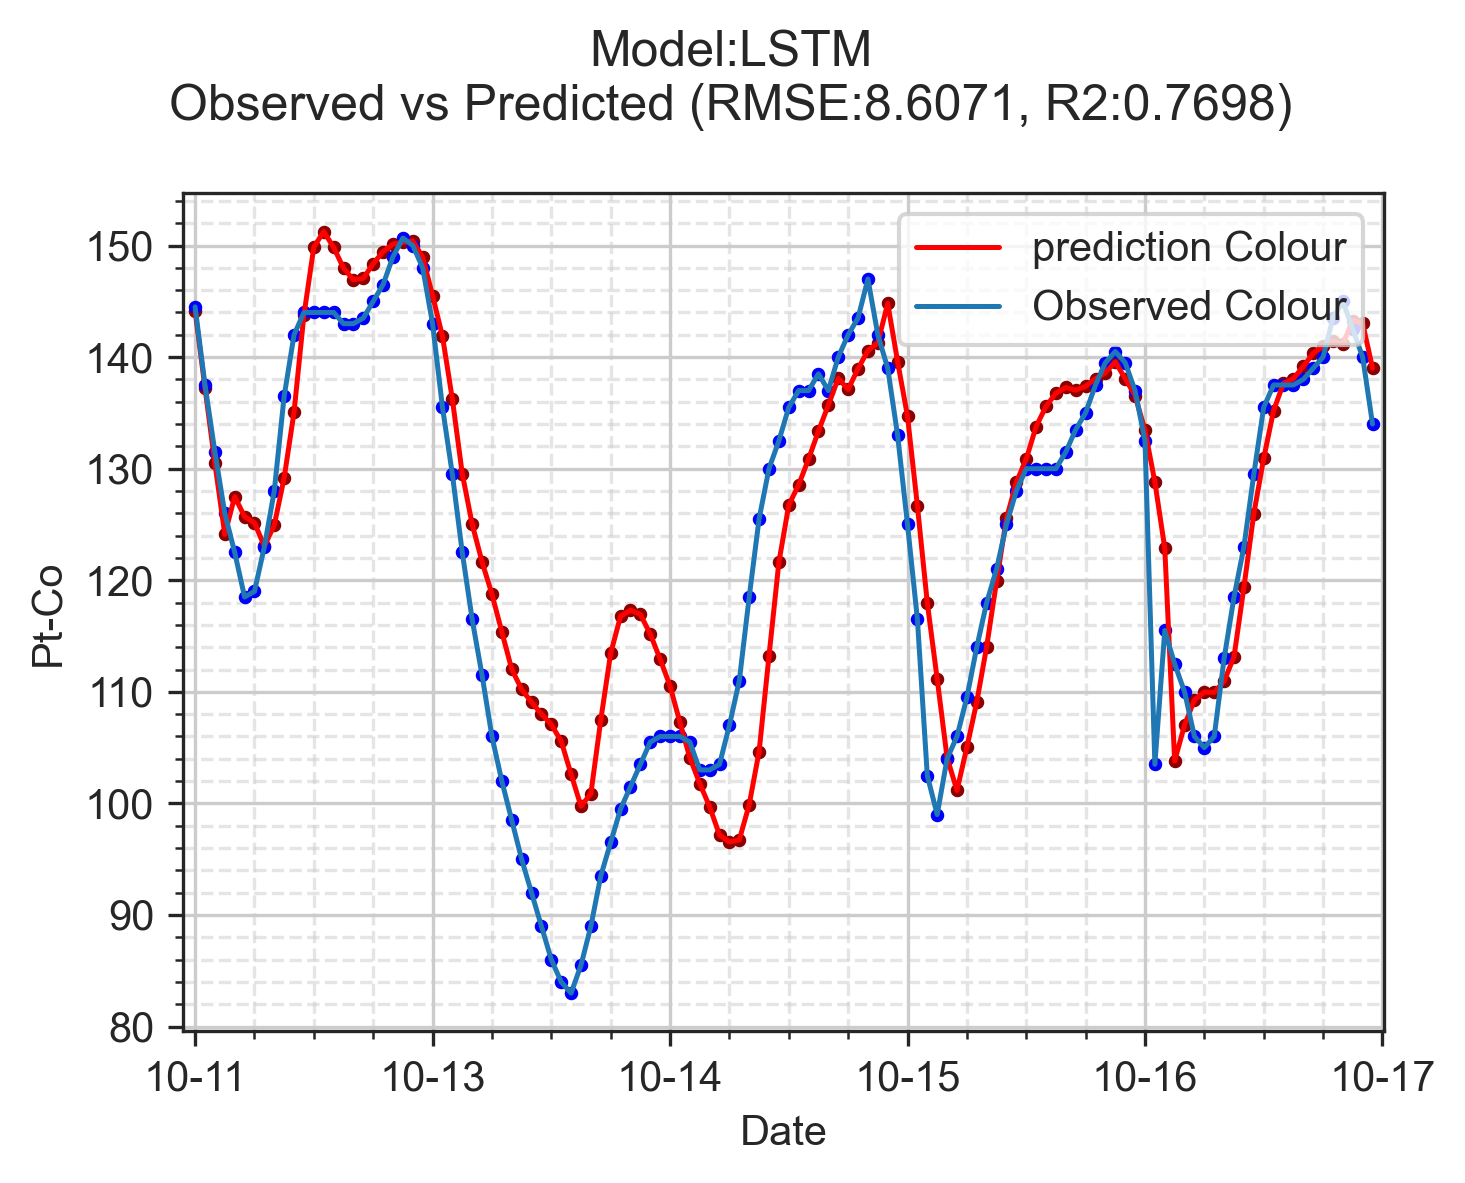 Model:LSTM
Observed vs Predicted (RMSE:8.6071, R2:0.7698)
prediction Colour
Observed Colour
150
140
130
120
110
100
90
80
Pt-Co
10-11 10-13 10-14 10-15 10-16 10-17
Date